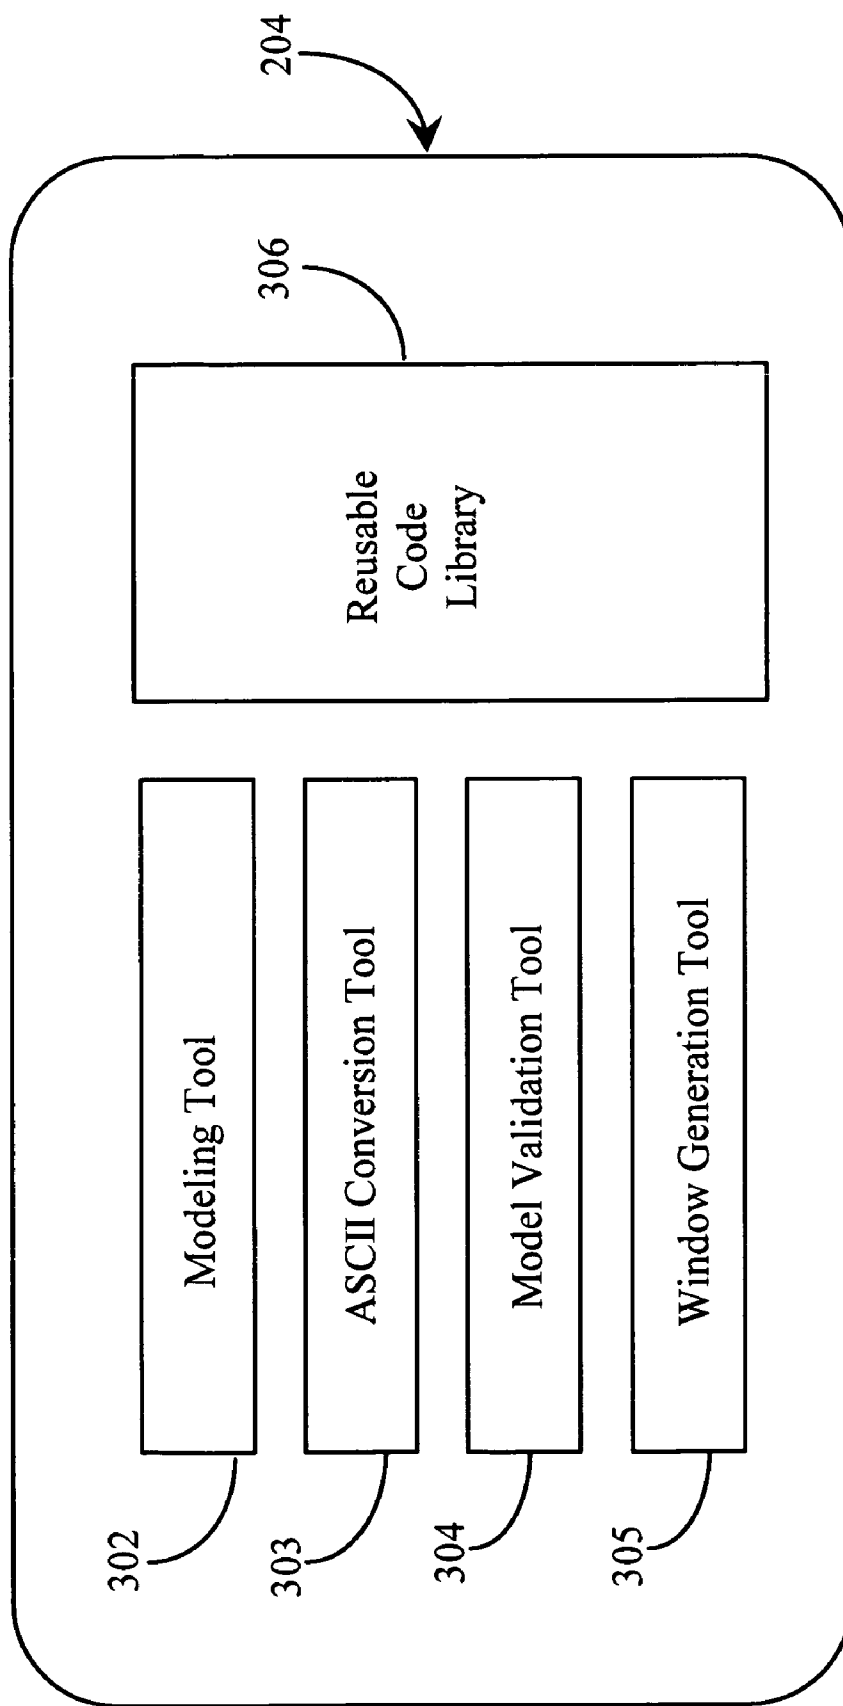 204
306
302
Modeling Tool
303
ASCII Conversion Tool
304
Model Validation Tool
305
Window Generation Tool
Reusable
Code
Library